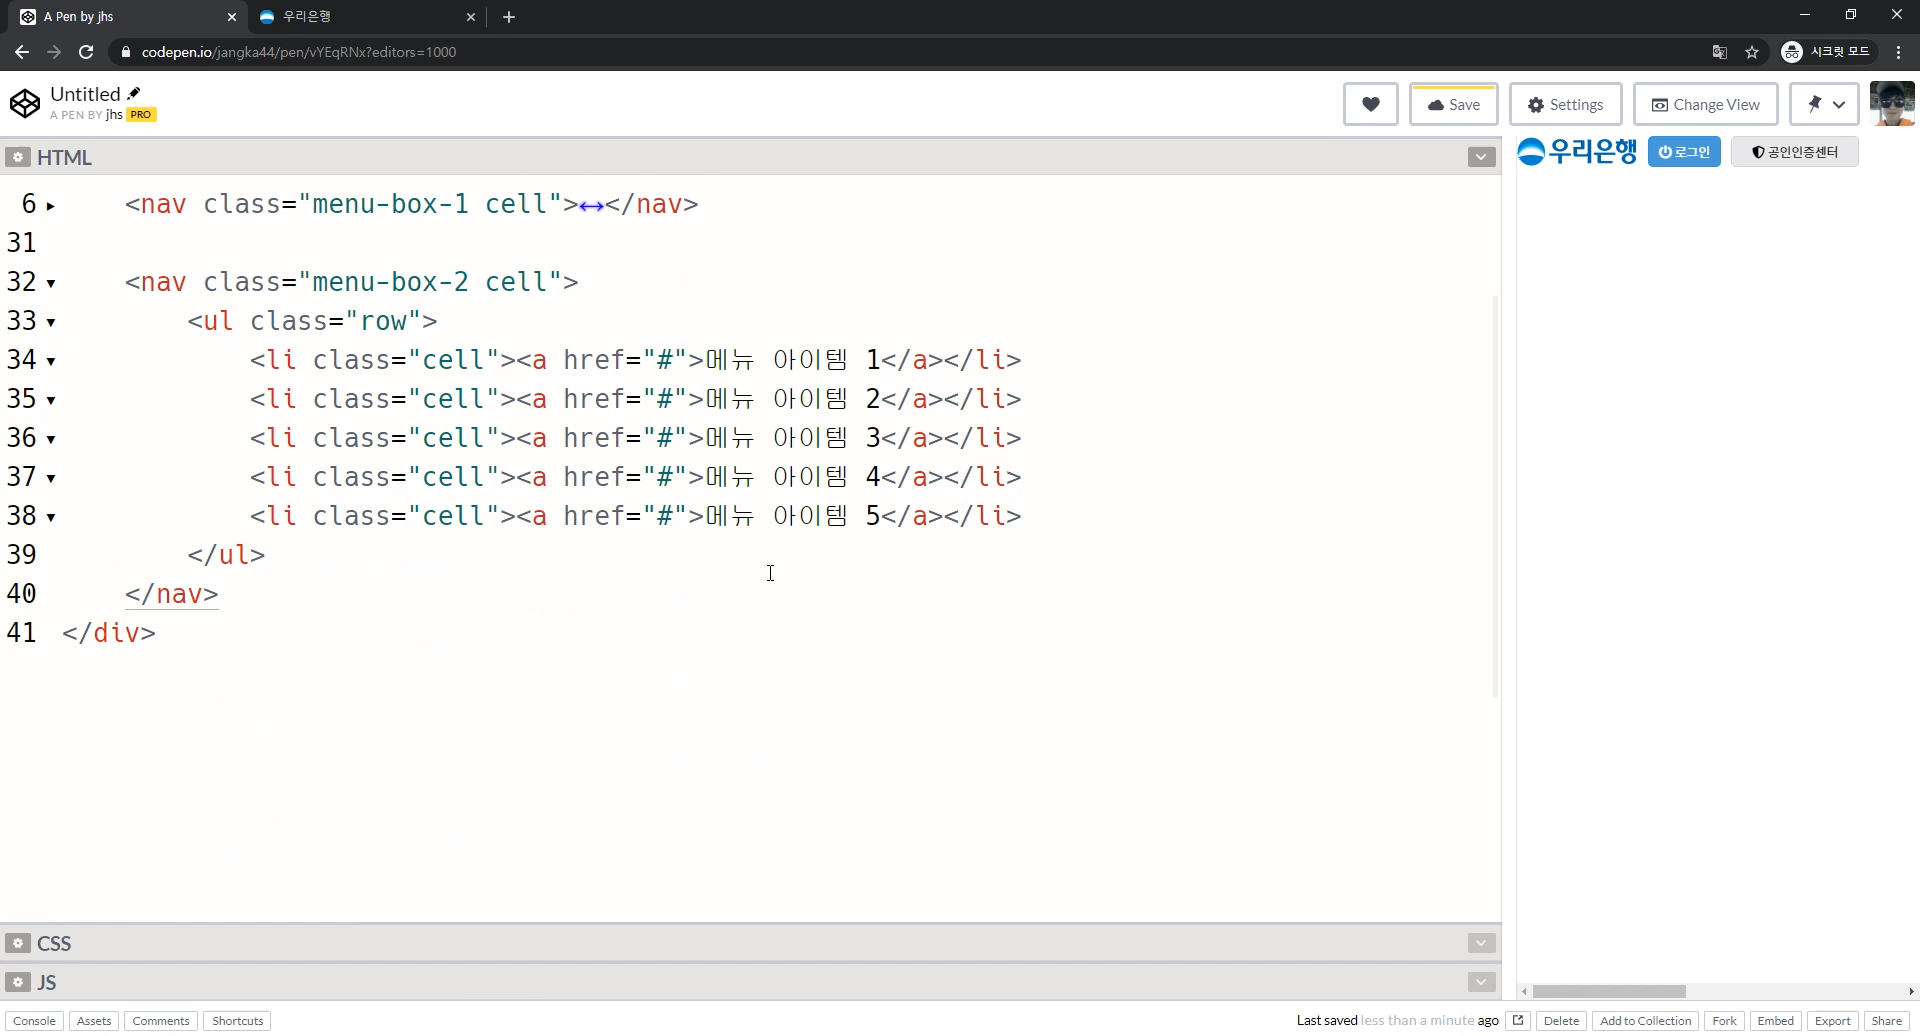 A Pen by jhs
우리은행
codepen.io/jangka44/pen/vYEqRNx?editors=1000
시크릿 모드
Untitled
A PEN BY jhs PRO
Save
Settings
Change View
HTML
우리은행
로그인
공인인증센터
6 <nav class="menu-box-1 cell">↔</nav>
31
32 <nav class="menu-box-2 cell">
33 <ul class="row">
34 <li class="cell"><a href="#">메뉴 아이템 1</a></li>
35 <li class="cell"><a href="#">메뉴 아이템 2</a></li>
36 <li class="cell"><a href="#">메뉴 아이템 3</a></li>
37 <li class="cell"><a href="#">메뉴 아이템 4</a></li>
38 <li class="cell"><a href="#">메뉴 아이템 5</a></li>
39 </ul>
40 </nav>
41 </div>
CSS
JS
Console Assets Comments Shortcuts
Last saved less than a minute ago
Delete Add to Collection Fork Embed Export Share